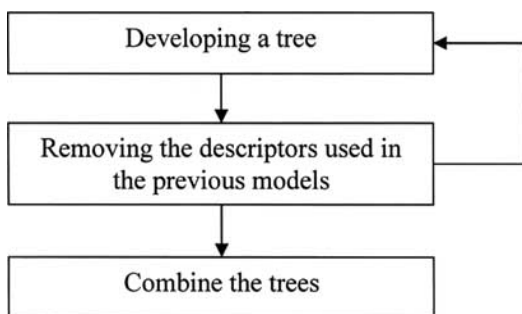 Developing a tree
Removing the descriptors used in
the previous models
Combine the trees